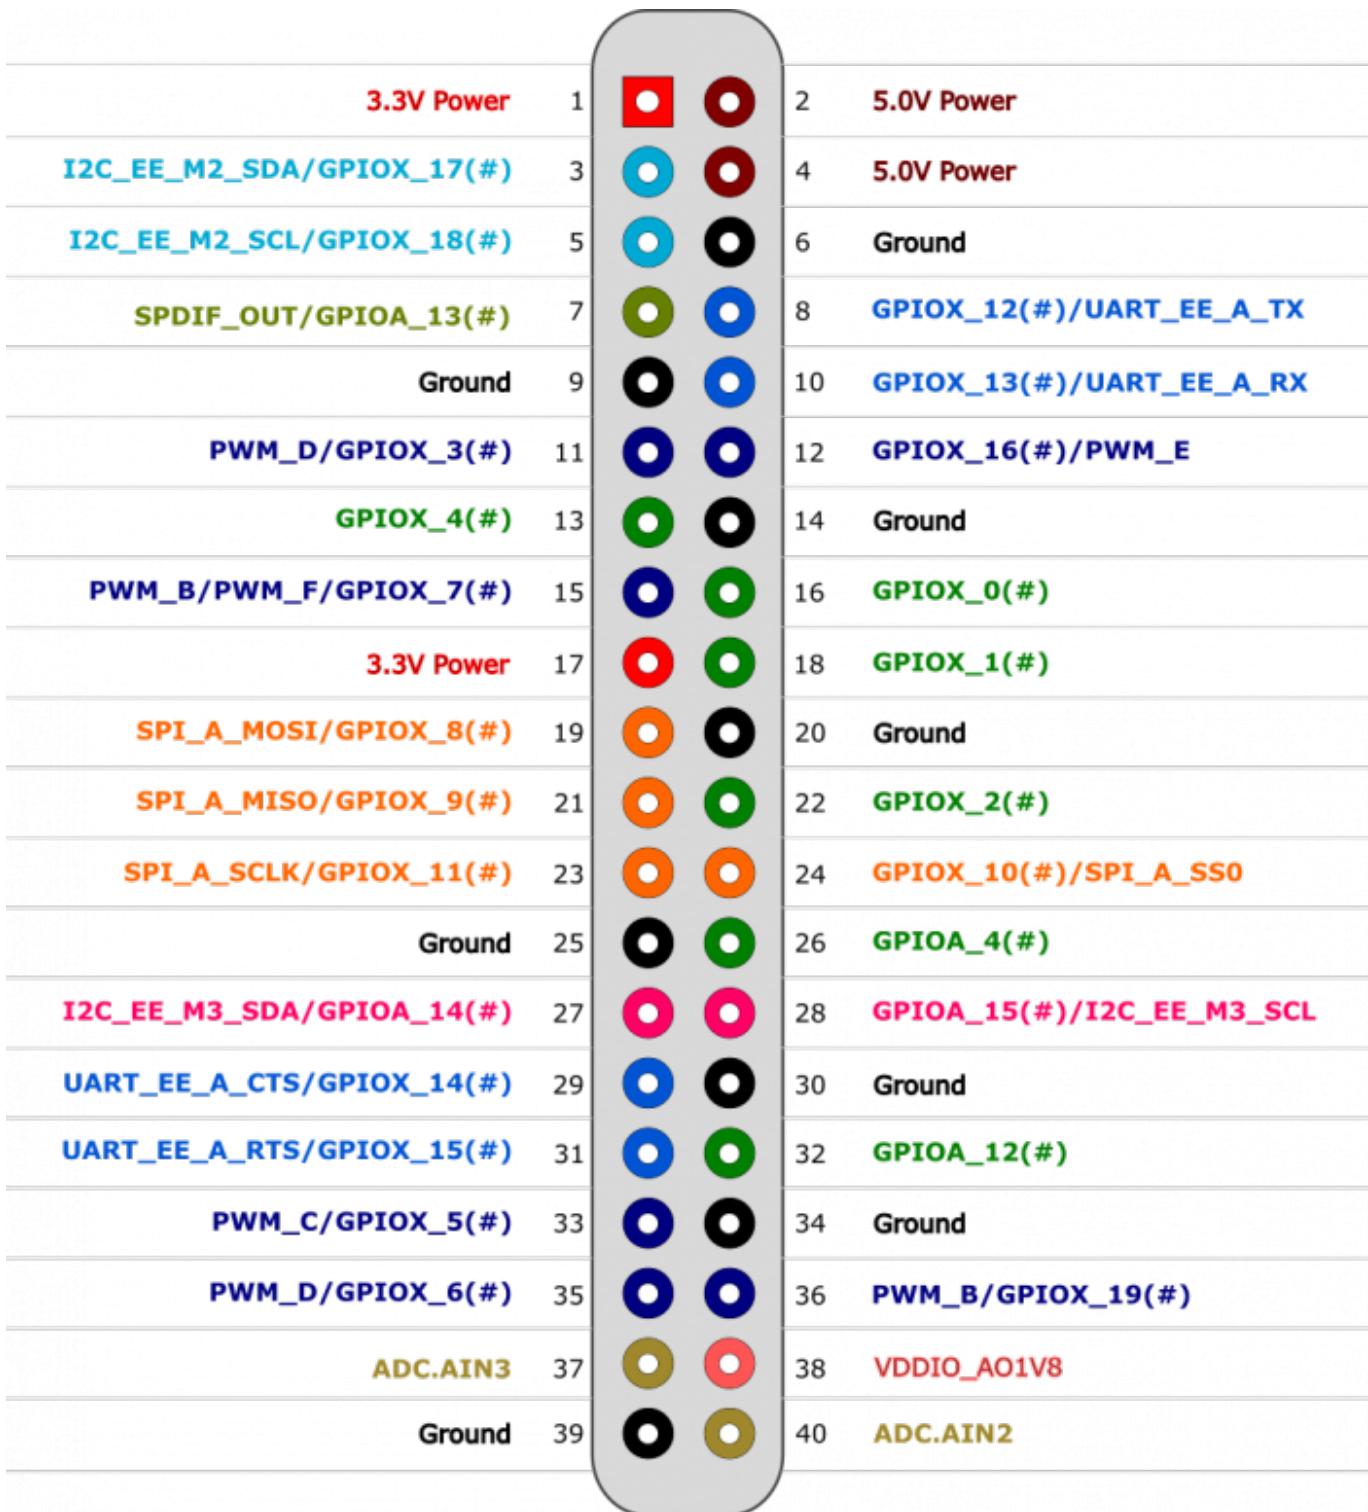 3.3V Power 1 2 5.0V Power
I2C_EE_M2_SDA/GPIOX_17(#) 3 4 5.0V Power
I2C_EE_M2_SCL/GPIOX_18(#) 5 6 Ground
SPDIF_OUT/GPIOA_13(#) 7 8 GPIOX_12(#)/UART_EE_A_TX
Ground 9 10 GPIOX_13(#)/UART_EE_A_RX
PWM_D/GPIOX_3(#) 11 12 GPIOX_16(#)/PWM_E
GPIOX_4(#) 13 14 Ground
PWM_B/PWM_F/GPIOX_7(#) 15 16 GPIOX_0(#)
3.3V Power 17 18 GPIOX_1(#)
SPI_A_MOSI/GPIOX_8(#) 19 20 Ground
SPI_A_MISO/GPIOX_9(#) 21 22 GPIOX_2(#)
SPI_A_SCLK/GPIOX_11(#) 23 24 GPIOX_10(#)/SPI_A_SS0
Ground 25 26 GPIOA_4(#)
I2C_EE_M3_SDA/GPIOA_14(#) 27 28 GPIOA_15(#)/I2C_EE_M3_SCL
UART_EE_A_CTS/GPIOX_14(#) 29 30 Ground
UART_EE_A_RTS/GPIOX_15(#) 31 32 GPIOA_12(#)
PWM_C/GPIOX_5(#) 33 34 Ground
PWM_D/GPIOX_6(#) 35 36 PWM_B/GPIOX_19(#)
ADC.AIN3 37 38 VDDIO_AO1V8
Ground 39 40 ADC.AIN2